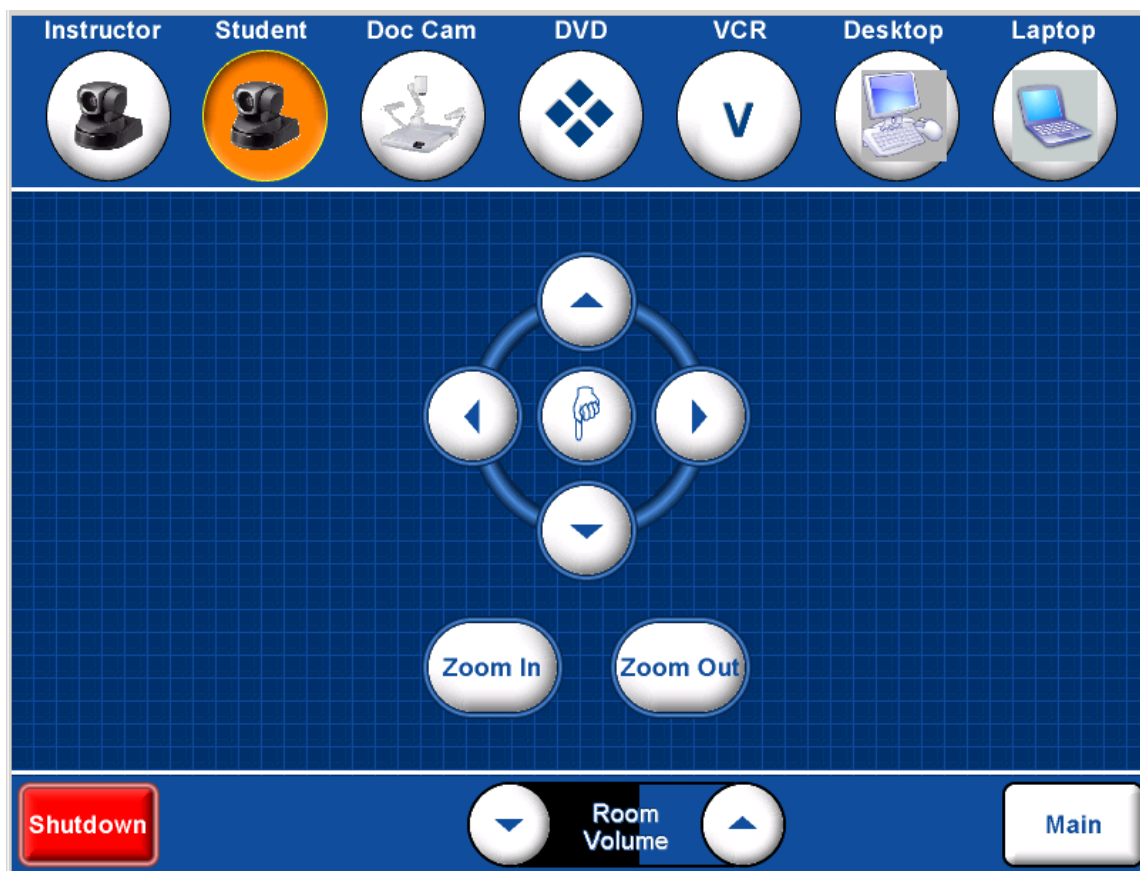 Instructor Student Doc Cam DVD VCR Desktop Laptop
V
Zoom In Zoom Out
Shutdown
Room
Volume
Main